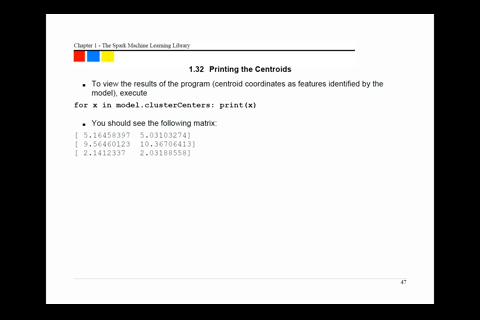 Chapter 1 - The Spark Machine Learning Library
1.32 Printing the Centroids
• To view the results of the program (centroid coordinates as features identified by the
model), execute
for x in model.clusterCenters: print(x)
• You should see the following matrix:
[ 5.16458397 5.03103274]
[ 9.56460123 10.36706413]
[ 2.1412337 2.03188558]
47